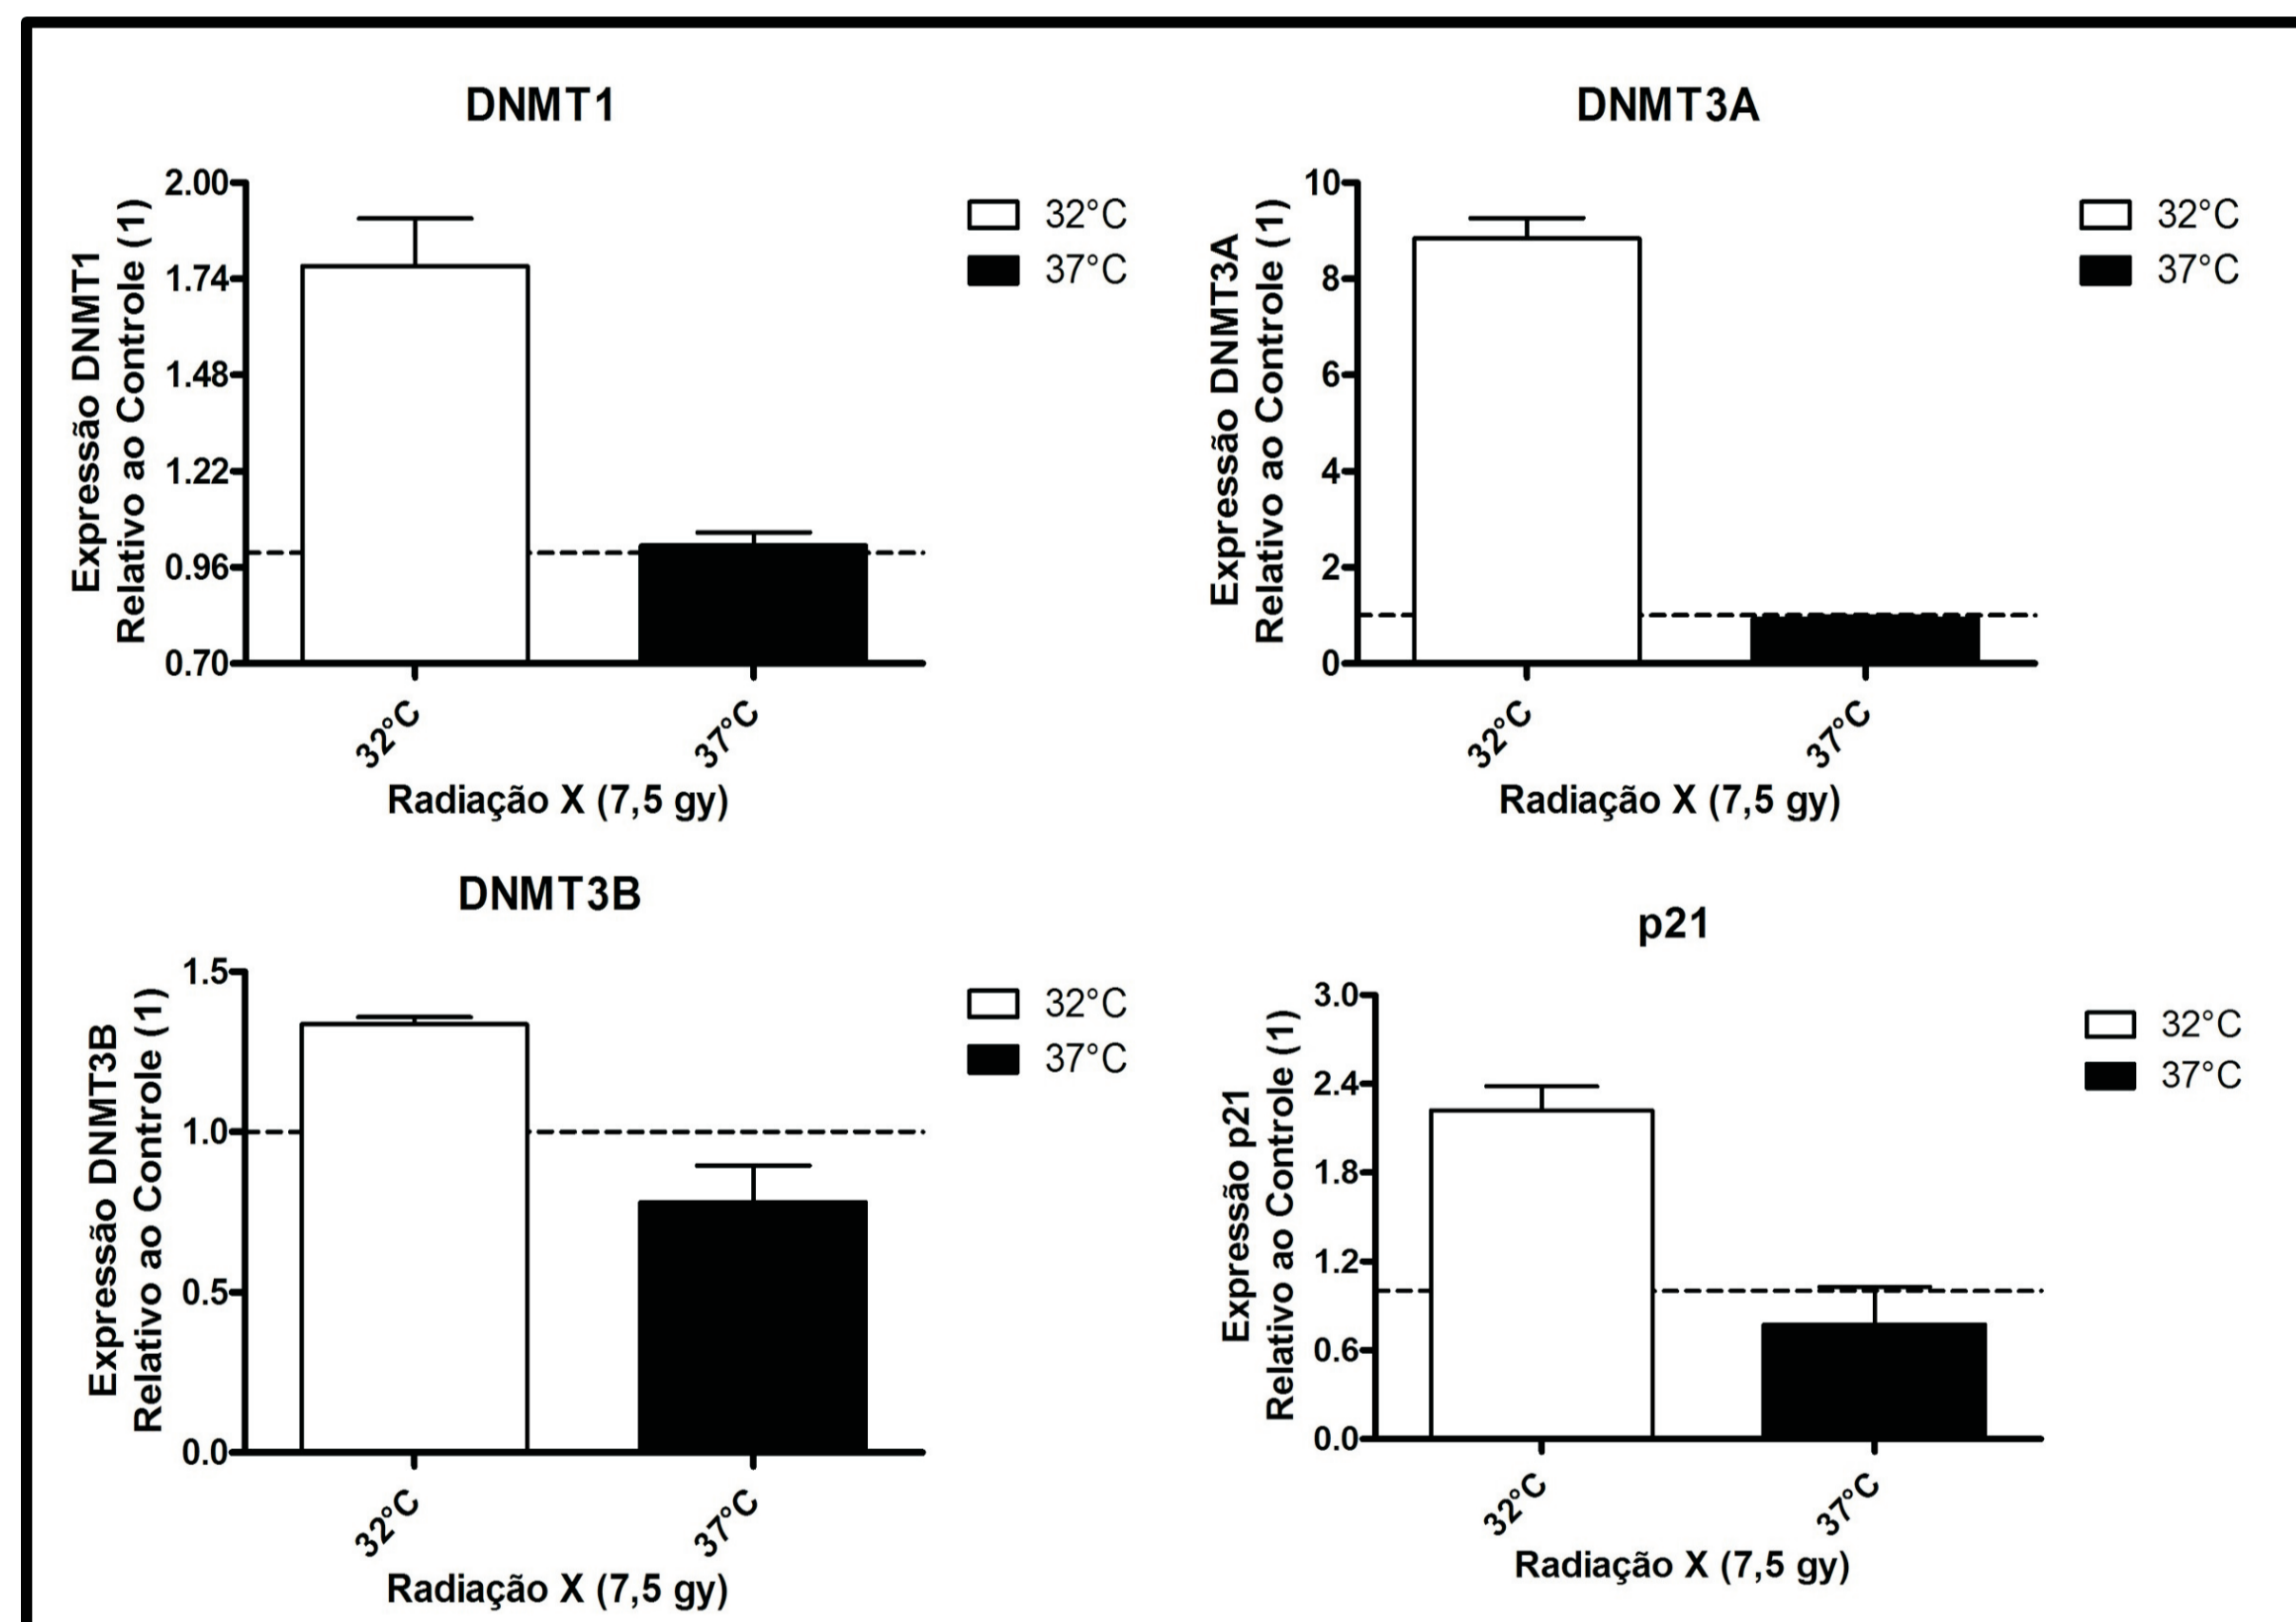 DNMT1
Expressão DNMT1
Relativo ao Controle (1)
2.00
1.74
1.48
1.22
0.96
0.70
32°C
37°C
32°C
37°C
Radiação X (7,5 gy)
DNMT3A
Expressão DNMT3A
Relativo ao Controle (1)
10
8
6
4
2
0
32°C
37°C
32°C
37°C
Radiação X (7,5 gy)
DNMT3B
Expressão DNMT3B
Relativo ao Controle (1)
1.5
1.0
0.5
0.0
32°C
37°C
32°C
37°C
Radiação X (7,5 gy)
p21
Expressão p21
Relativo ao Controle (1)
3.0
2.4
1.8
1.2
0.6
0.0
32°C
37°C
32°C
37°C
Radiação X (7,5 gy)